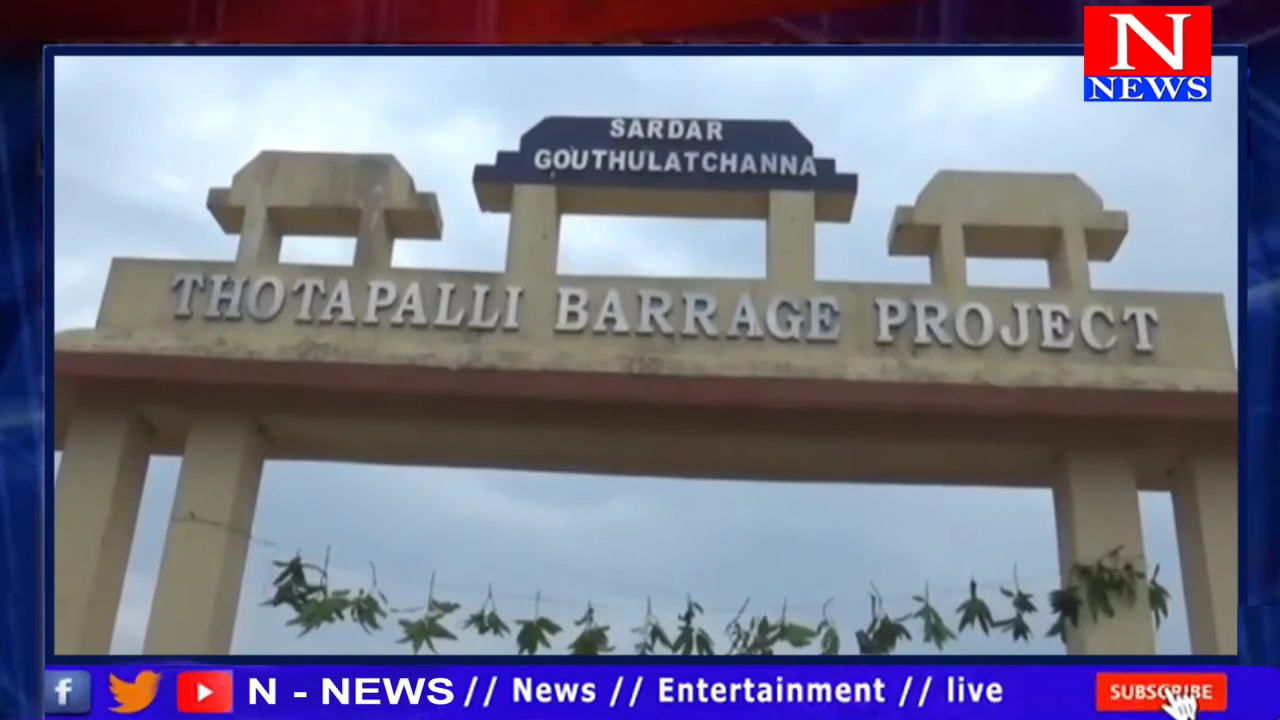 N
NEWS
SARDAR
GOUTHULATCHANNA
THOTAPALLI BARRAGE PROJECT
f
N - NEWS // News // Entertainment // live
SUBSCRIBE